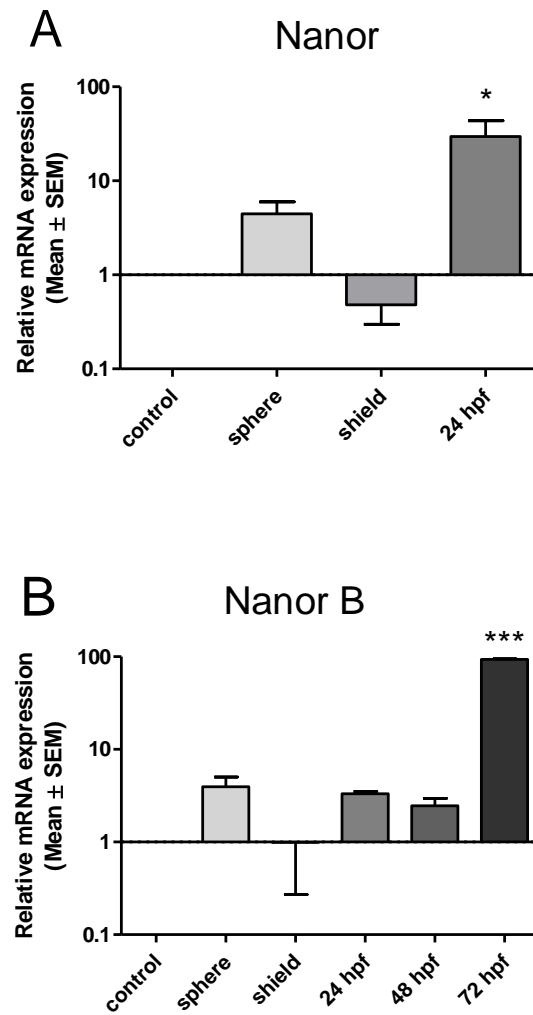 A
Nanor
Relative mRNA expression
(Mean ± SEM)
100
10
1
0.1
control
sphere
shield
24 hpf
*
B
Nanor B
Relative mRNA expression
(Mean ± SEM)
100
10
1
0.1
control
sphere
shield
24 hpf
48 hpf
72 hpf
***